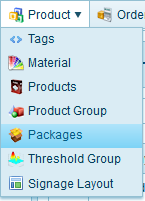 Product Orde
Tags
Material
Products
Product Group
Packages
Threshold Group
Signage Layout